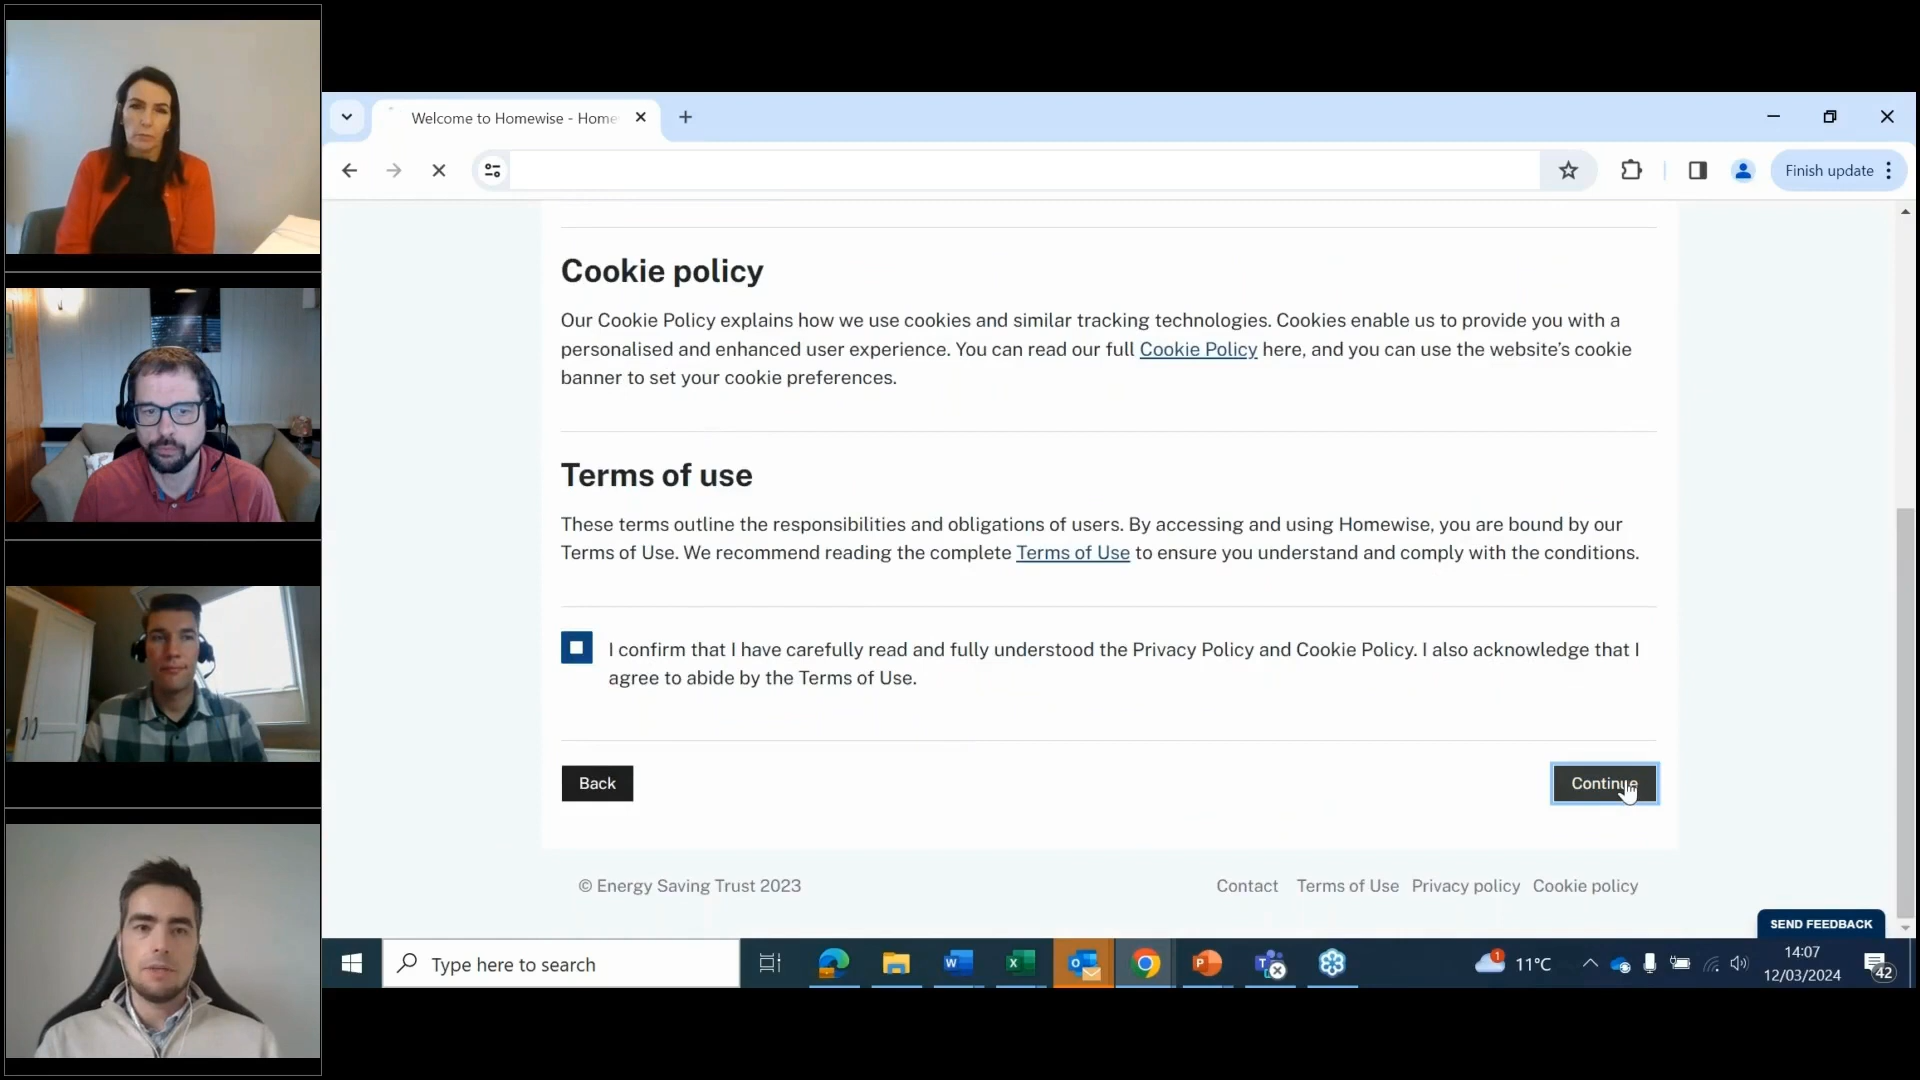 Welcome to Homewise - Home
Finish update
Cookie policy
Our Cookie Policy explains how we use cookies and similar tracking technologies. Cookies enable us to provide you with a
personalised and enhanced user experience. You can read our full Cookie Policy here, and you can use the website's cookie
banner to set your cookie preferences.
Terms of use
These terms outline the responsibilities and obligations of users. By accessing and using Homewise, you are bound by our
Terms of Use. We recommend reading the complete Terms of Use to ensure you understand and comply with the conditions.
I confirm that I have carefully read and fully understood the Privacy Policy and Cookie Policy. I also acknowledge that I
agree to abide by the Terms of Use.
Back
Continue
© Energy Saving Trust 2023
Contact Terms of Use Privacy policy Cookie policy
SEND FEEDBACK
Type here to search
1
11°C
14:07
12/03/2024
42